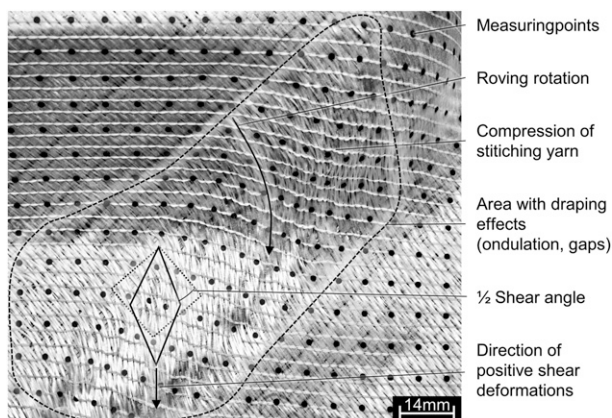 Measuringpoints
Roving rotation
Compression of
stitiching yarn
Area with draping
effects
(ondulation, gaps)
½ Shear angle
Direction of
positive shear
deformations
14mm